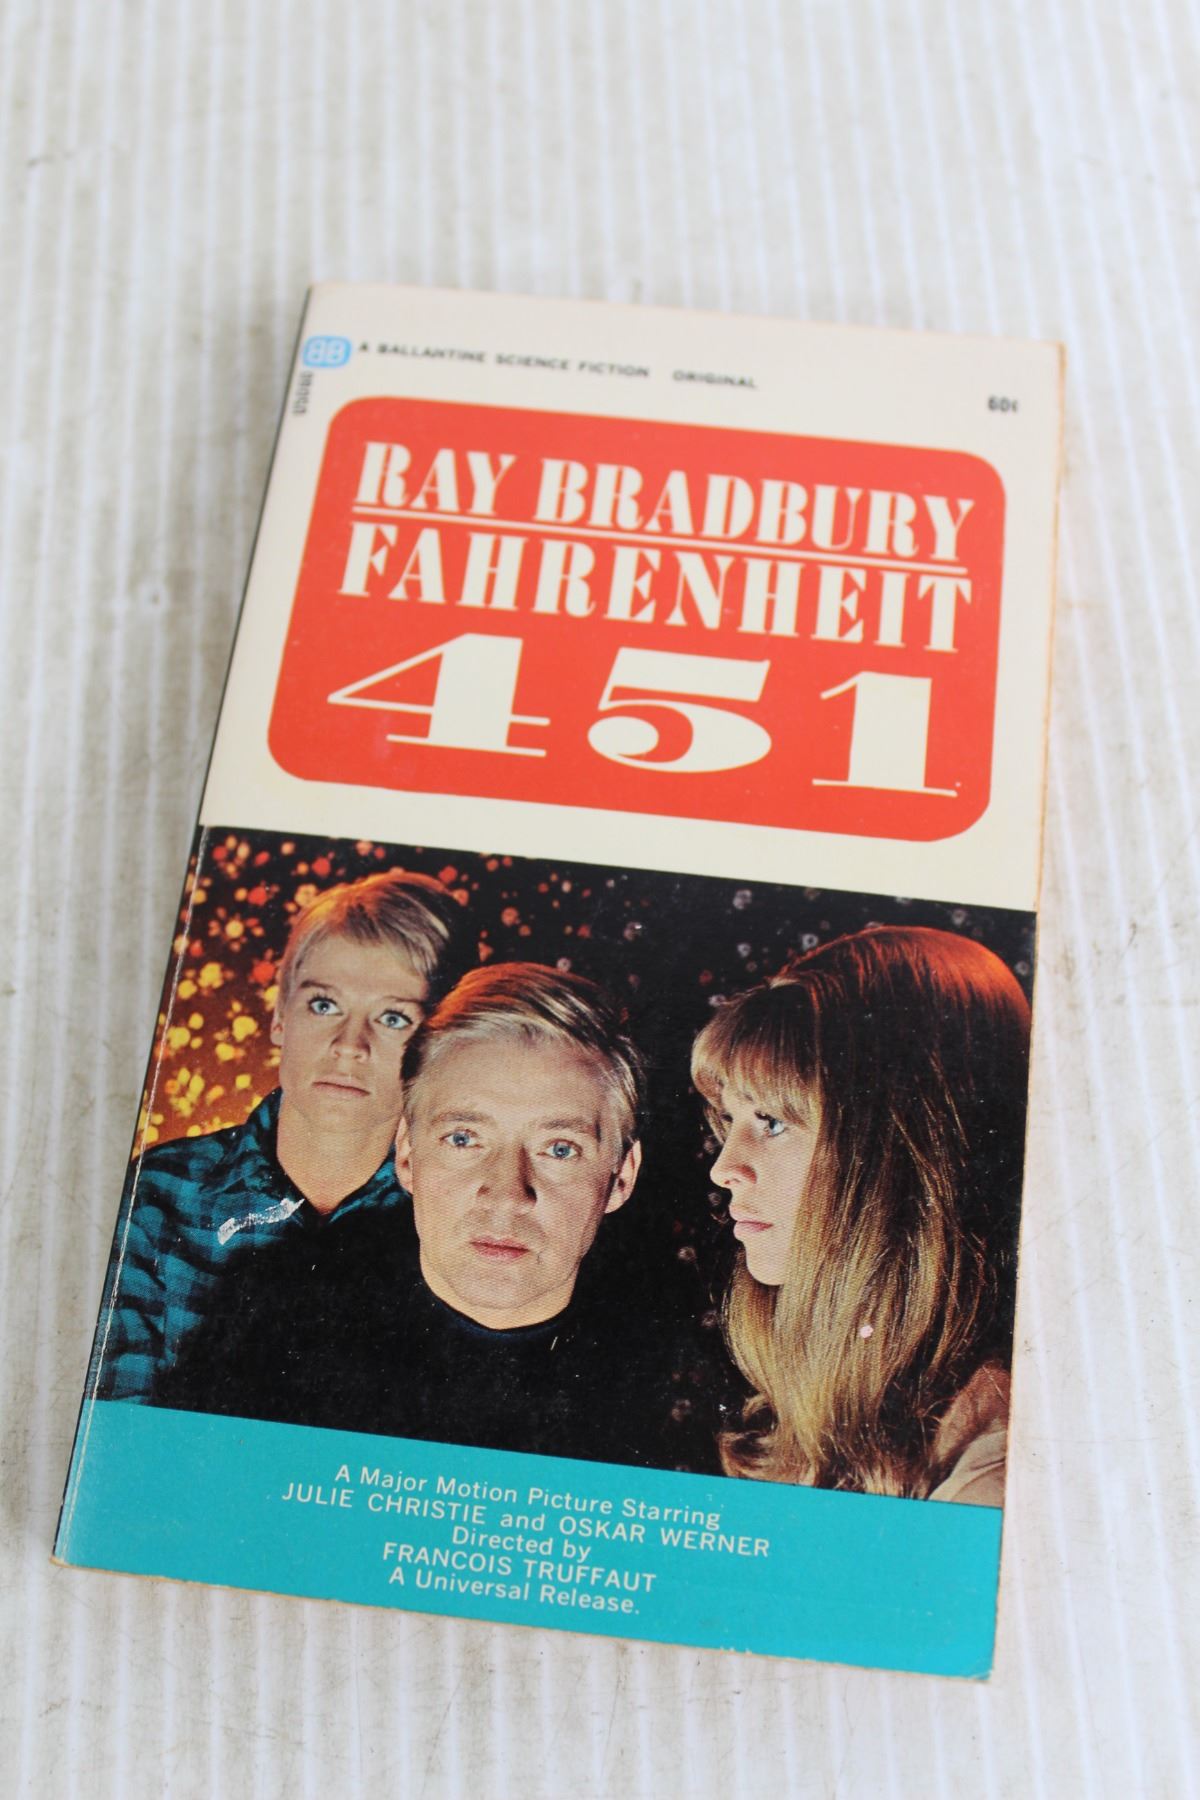 BB A BALLANTINE SCIENCE FICTION ORIGINAL
60¢
RAY BRADBURY
FAHRENHEIT
451
A Major Motion Picture Starring
JULIE CHRISTIE and OSKAR WERNER
Directed by
FRANCOIS TRUFFAUT
A Universal Release.